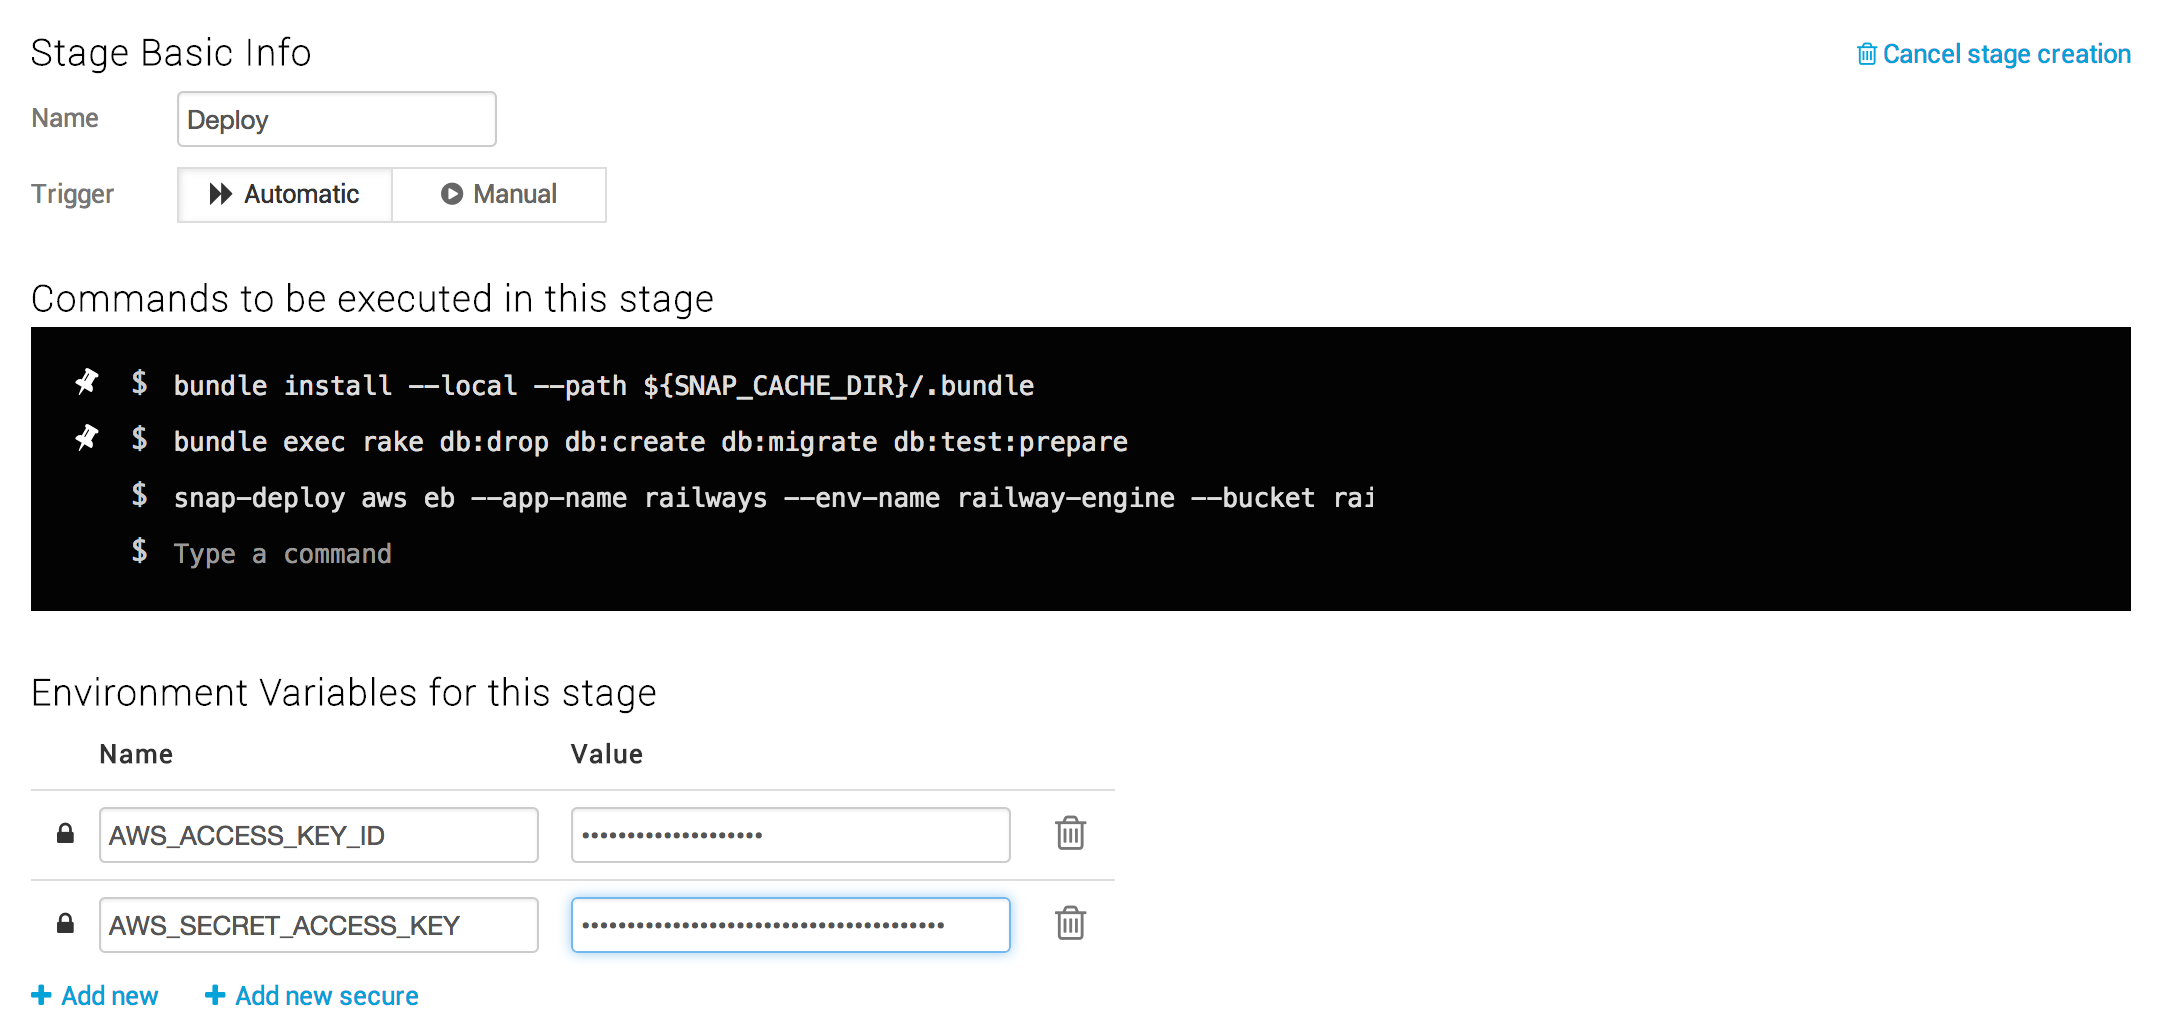 Stage Basic Info
Cancel stage creation
Name
Deploy
Trigger
Automatic
Manual
Commands to be executed in this stage
$ bundle install --local --path ${SNAP_CACHE_DIR}/.bundle
$ bundle exec rake db:drop db:create db:migrate db:test:prepare
$ snap-deploy aws eb --app-name railways --env-name railway-engine --bucket rai
$ Type a command
Environment Variables for this stage
Name Value
AWS_ACCESS_KEY_ID ••••••••••••••••••••
AWS_SECRET_ACCESS_KEY ••••••••••••••••••••••••••••••••••••••••
Add new Add new secure